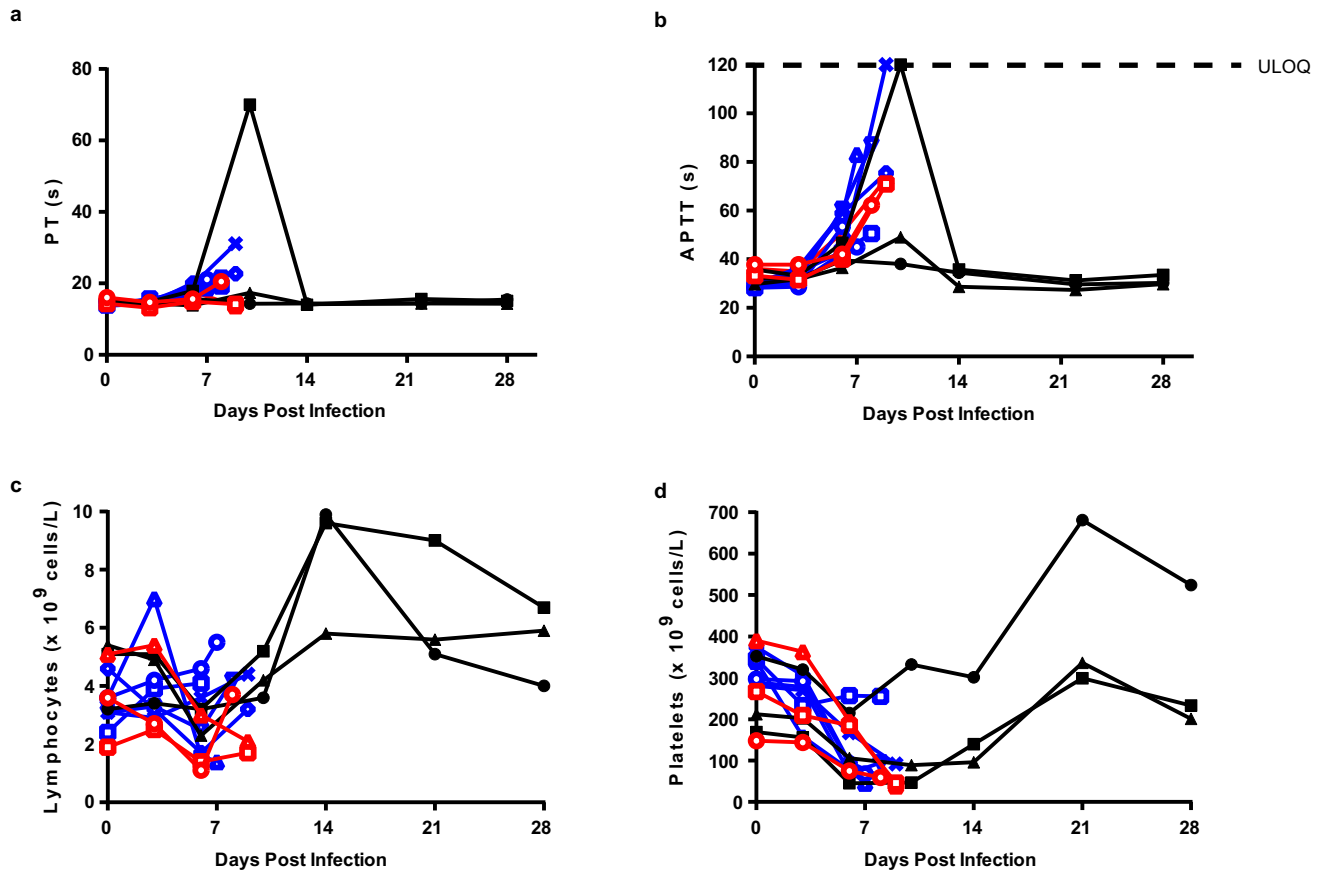 a
80
60
40
20
0
PT (s)
0 7 14 21 28
Days Post Infection
b
120
100
80
60
40
20
0
APTT (s)
ULOQ
0 7 14 21 28
Days Post Infection
c
10
8
6
4
2
0
Lymphocytes (x 10⁹ cells/L)
0 7 14 21 28
Days Post Infection
d
700
600
500
400
300
200
100
0
Platelets (x 10⁹ cells/L)
0 7 14 21 28
Days Post Infection